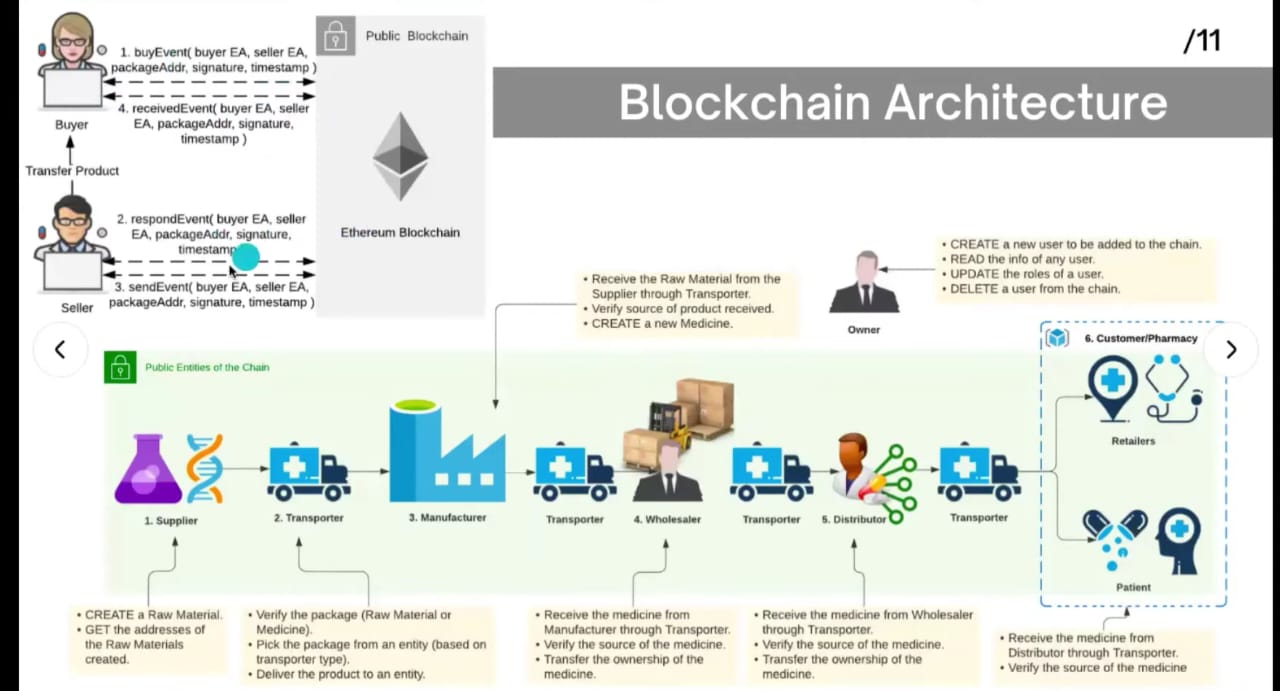 /11
Blockchain Architecture
1. buyEvent( buyer EA, seller EA,
packageAddr, signature, timestamp )
4. receivedEvent( buyer EA, seller
EA, packageAddr, signature,
timestamp )
Buyer
Transfer Product
2. respondEvent( buyer EA, seller
EA, packageAddr, signature,
timestamp
3. sendEvent( buyer EA, seller EA,
packageAddr, signature, timestamp )
Seller
Public Blockchain
Ethereum Blockchain
• Receive the Raw Material from the
Supplier through Transporter.
• Verify source of product received.
• CREATE a new Medicine.
Owner
• CREATE a new user to be added to the chain.
• READ the info of any user.
• UPDATE the roles of a user.
• DELETE a user from the chain.
Public Entities of the Chain
1. Supplier
2. Transporter
3. Manufacturer
Transporter
4. Wholesaler
Transporter
5. Distributor
Transporter
6. Customer/Pharmacy
Retailers
Patient
• CREATE a Raw Material.
• GET the addresses of
the Raw Materials
created.
• Verify the package (Raw Material or
Medicine).
• Pick the package from an entity (based on
transporter type).
• Deliver the product to an entity.
• Receive the medicine from
Manufacturer through Transporter.
• Verify the source of the medicine.
• Transfer the ownership of the
medicine.
• Receive the medicine from Wholesaler
through Transporter.
• Verify the source of the medicine.
• Transfer the ownership of the
medicine.
• Receive the medicine from
Distributor through Transporter.
• Verify the source of the medicine